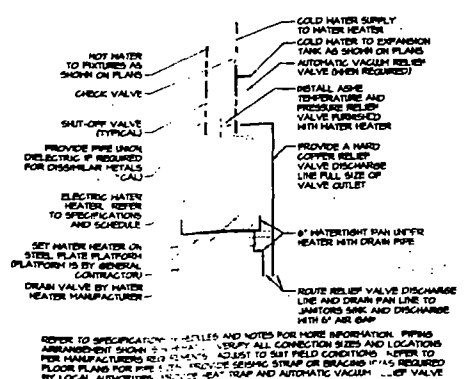 COLD WATER SUPPLY
TO WATER HEATER
COLD WATER TO EXPANSION
TANK AS SHOWN ON PLANS
AUTOMATIC VACUUM RELIEF
VALVE (WHEN REQUIRED)
INSTALL ASME
TEMPERATURE AND
PRESSURE RELIEF
VALVE FURNISHED
WITH WATER HEATER
PROVIDE A HARD
COPPER RELIEF
VALVE DISCHARGE
LINE FULL SIZE OF
VALVE OUTLET
6" WATERTIGHT PAN UNDER
HEATER WITH DRAIN PIPE
ROUTE RELIEF VALVE DISCHARGE
LINE AND DRAIN PAN LINE TO
JANITORS SINK AND DISCHARGE
WITH 6" AIR GAP
HOT WATER
TO FIXTURES AS
SHOWN ON PLANS
CHECK VALVE
SHUT-OFF VALVE
(TYPICAL)
PROVIDE PIPE UNION
DIELECTRIC IF REQUIRED
FOR DISSIMILAR METALS
CAL)
ELECTRIC WATER
HEATER. REFER
TO SPECIFICATIONS
AND SCHEDULE
SET WATER HEATER ON
STEEL PLATE PLATFORM
(PLATFORM IS BY GENERAL
CONTRACTOR)
DRAIN VALVE BY WATER
HEATER MANUFACTURER
REFER TO AND NOTES FOR MORE INFORMATION. PIPING
ARRANGEMENT SHOWN VERIFY ALL CONNECTION SIZES AND LOCATIONS
PER MANUFACTURERS ADJUST TO SUIT FIELD CONDITIONS. REFER TO
FLOOR PLANS FOR PIPE PROVIDE SEISMIC STRAP OR BRACING AS REQUIRED
BY LOCAL HEAT TRAP AND AUTOMATIC VACUUM VALVE